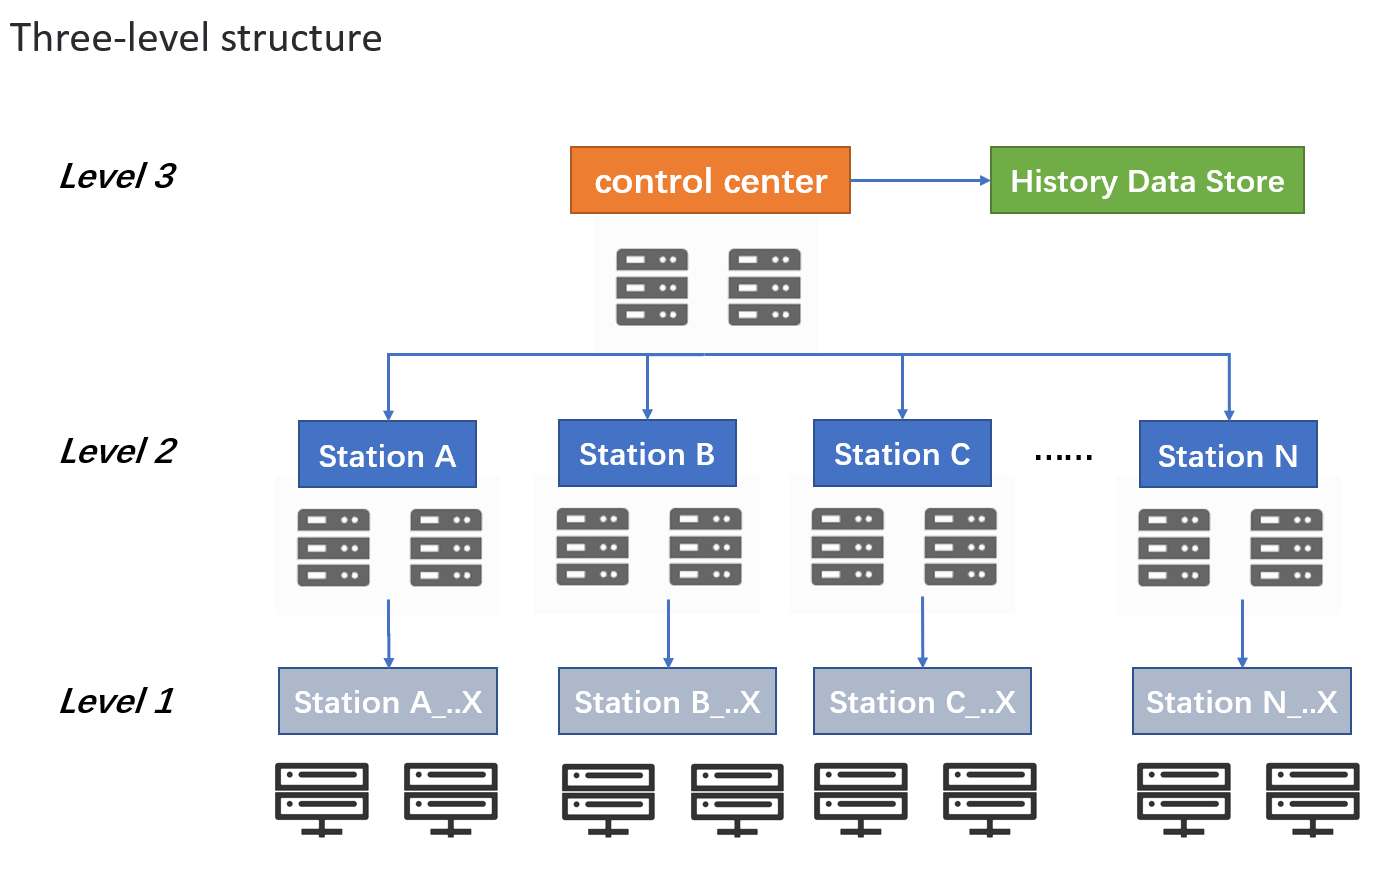 Three-level structure
Level 3
control center
History Data Store
Level 2
Station A
Station B
Station C
......
Station N
Level 1
Station A_..X
Station B_..X
Station C_..X
Station N_..X